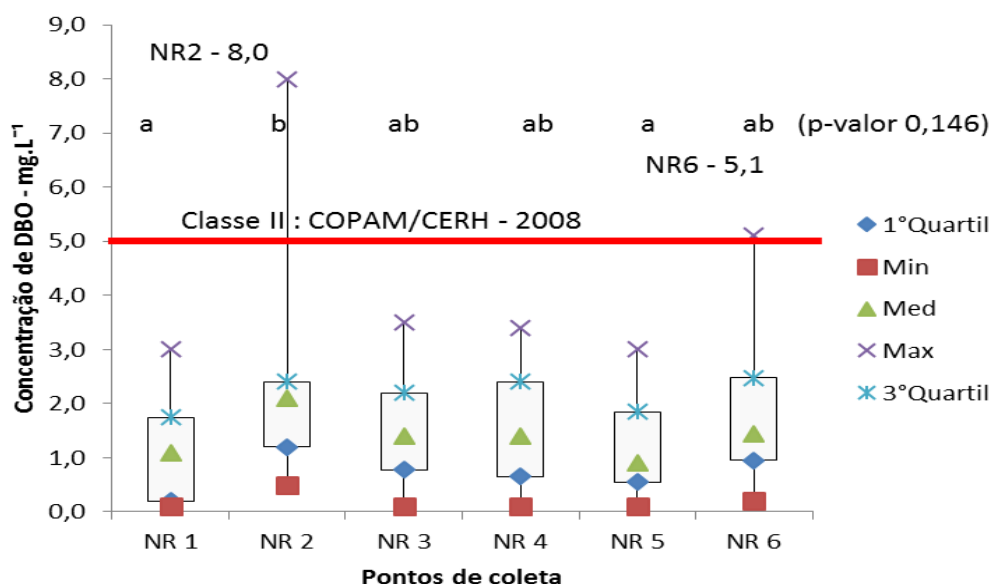 9,0
NR2 - 8,0
8,0
7,0
a b ab ab a ab (p-valor 0,146)
NR6 - 5,1
6,0
Classe II : COPAM/CERH - 2008
5,0
4,0
3,0
2,0
1,0
0,0
Concentração de DBO - mg.L⁻¹
NR 1 NR 2 NR 3 NR 4 NR 5 NR 6
Pontos de coleta
1°Quartil
Min
Med
Max
3°Quartil